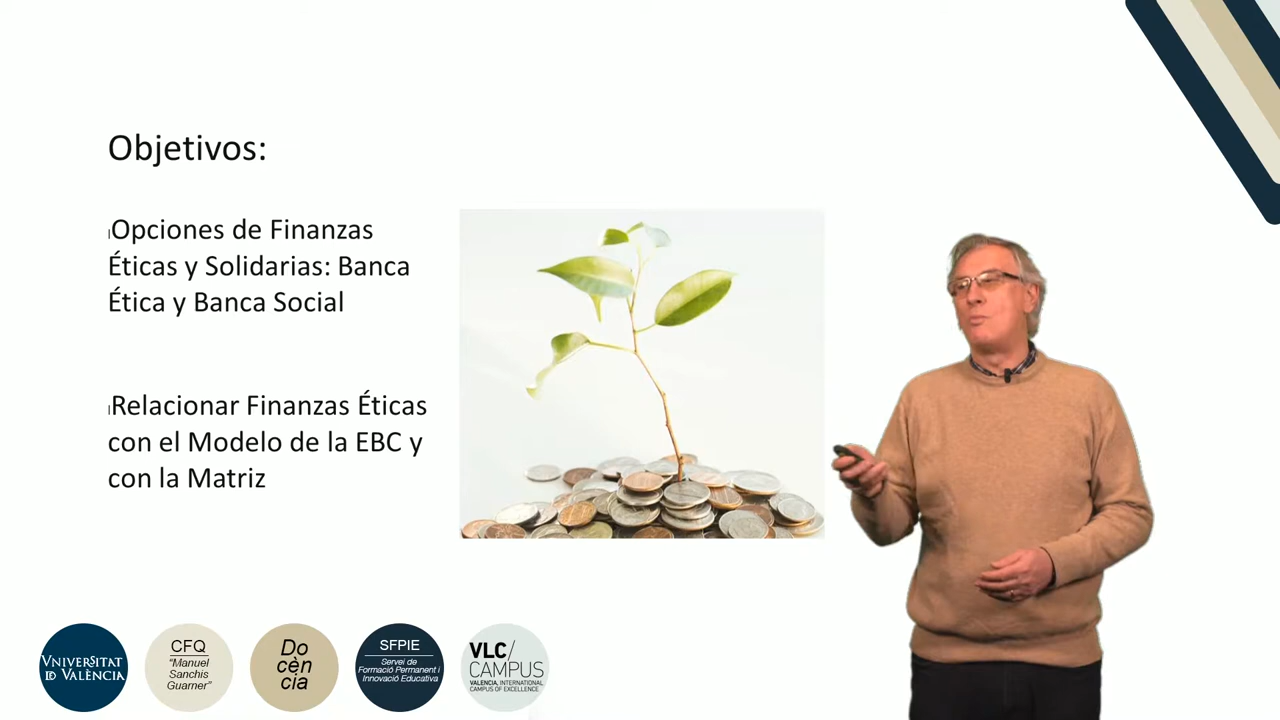 Objetivos:
Opciones de Finanzas
Éticas y Solidarias: Banca
Ética y Banca Social
Relacionar Finanzas Éticas
con el Modelo de la EBC y
con la Matriz
VNIVERSITAT
ID VALÈNCIA
CFQ
"Manuel
Sanchis
Guarner"
Do
cèn
cia
SFPIE
Servei de
Formació Permanent i
Innovació Educativa
VLC/
CAMPUS
VALENCIA, INTERNATIONAL
CAMPUS OF EXCELLENCE